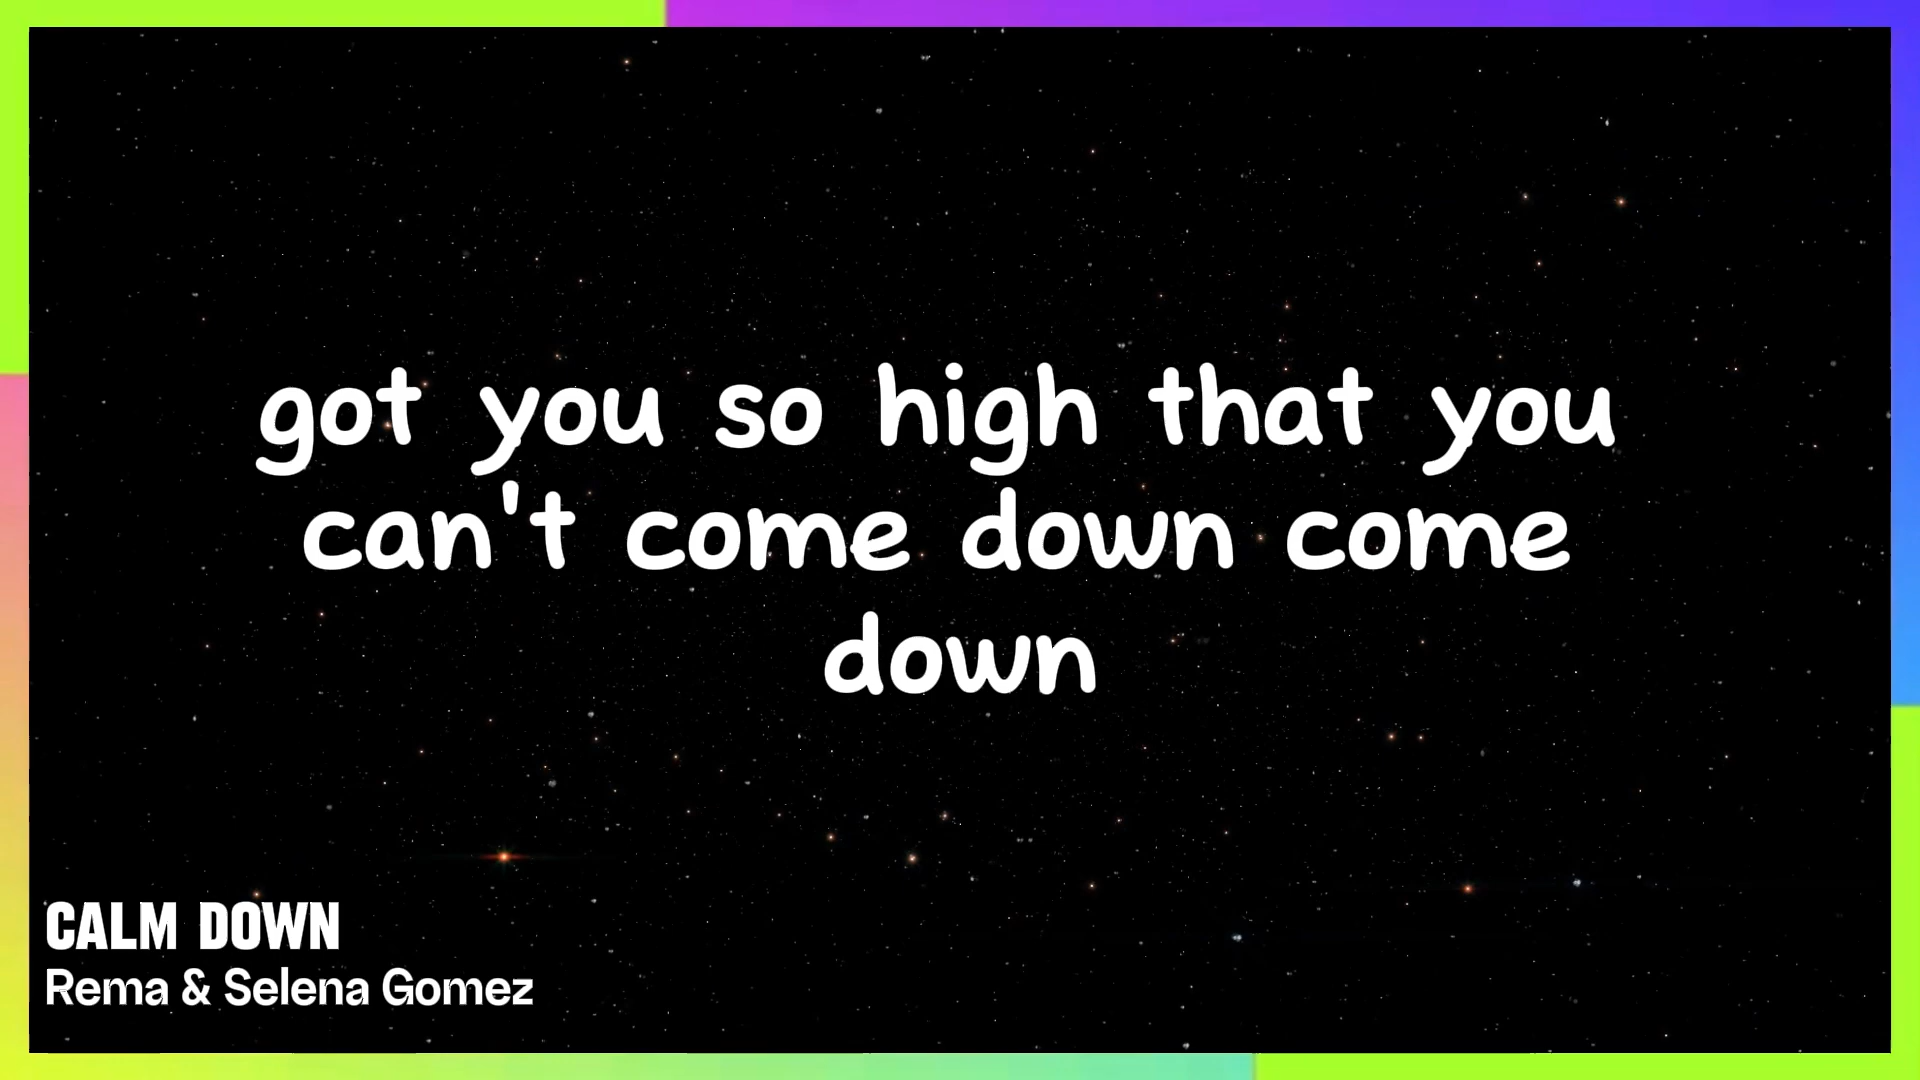 got you so high that you
can't come down come
down
CALM DOWN
Rema & Selena Gomez